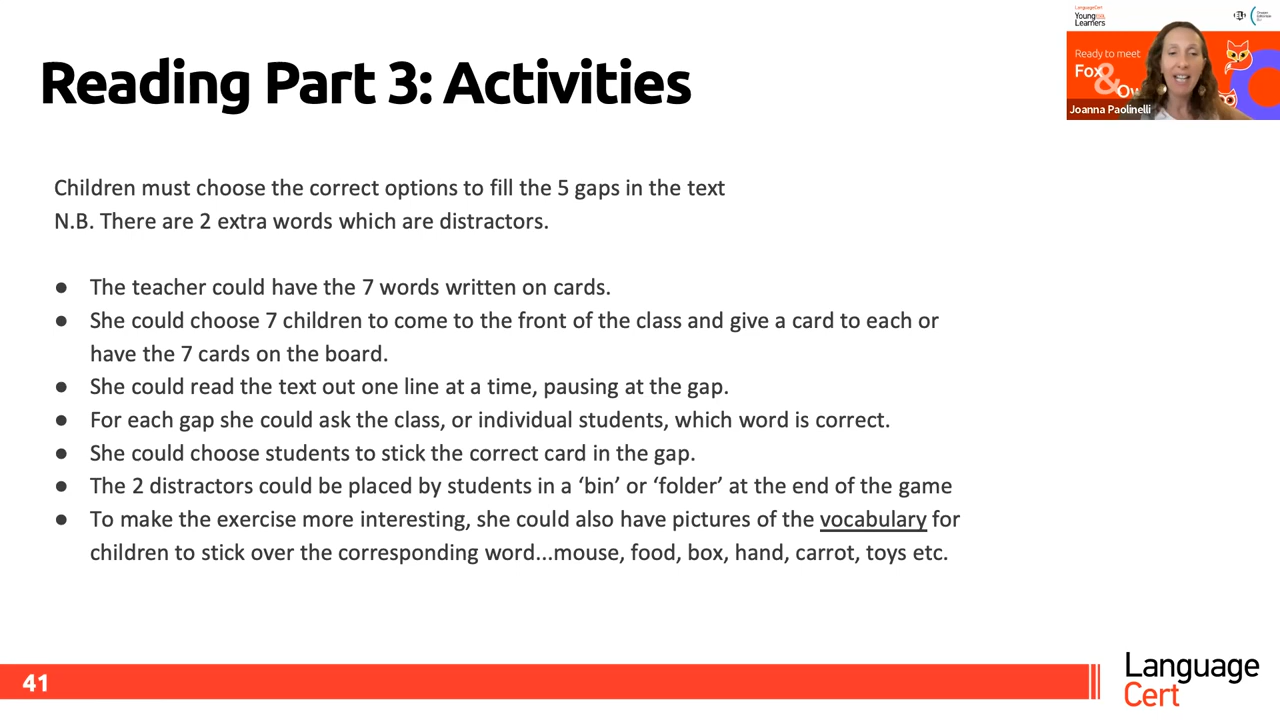 Reading Part 3: Activities
LanguageCert
Young
Learners
Ready to meet
Fox
&
Ow
Joanna Paolinelli
Children must choose the correct options to fill the 5 gaps in the text
N.B. There are 2 extra words which are distractors.
● The teacher could have the 7 words written on cards.
● She could choose 7 children to come to the front of the class and give a card to each or
have the 7 cards on the board.
● She could read the text out one line at a time, pausing at the gap.
● For each gap she could ask the class, or individual students, which word is correct.
● She could choose students to stick the correct card in the gap.
● The 2 distractors could be placed by students in a ‘bin’ or ‘folder’ at the end of the game
● To make the exercise more interesting, she could also have pictures of the vocabulary for
children to stick over the corresponding word...mouse, food, box, hand, carrot, toys etc.
41
Language
Cert